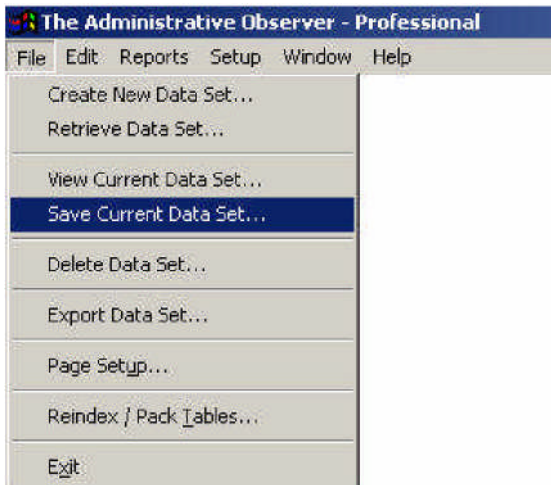 The Administrative Observer - Professional
File Edit Reports Setup Window Help
Create New Data Set...
Retrieve Data Set...
View Current Data Set...
Save Current Data Set...
Delete Data Set...
Export Data Set...
Page Setup...
Reindex / Pack Tables...
Exit